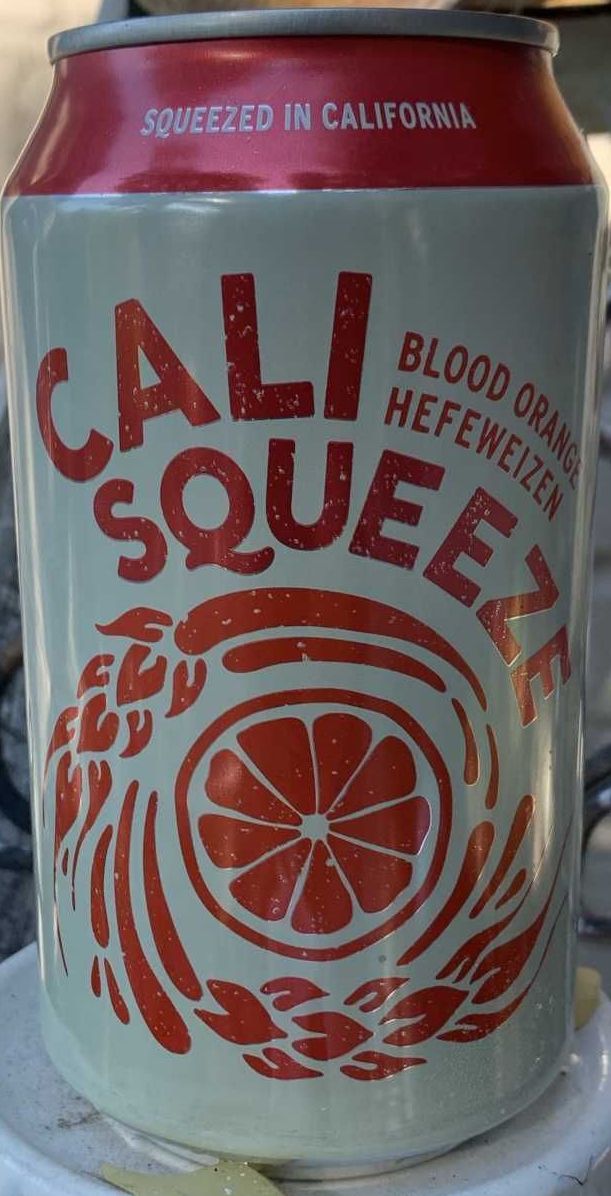 SQUEEZED IN CALIFORNIA
CALI
SQUEEZE
BLOOD ORANGE
HEFEWEIZEN